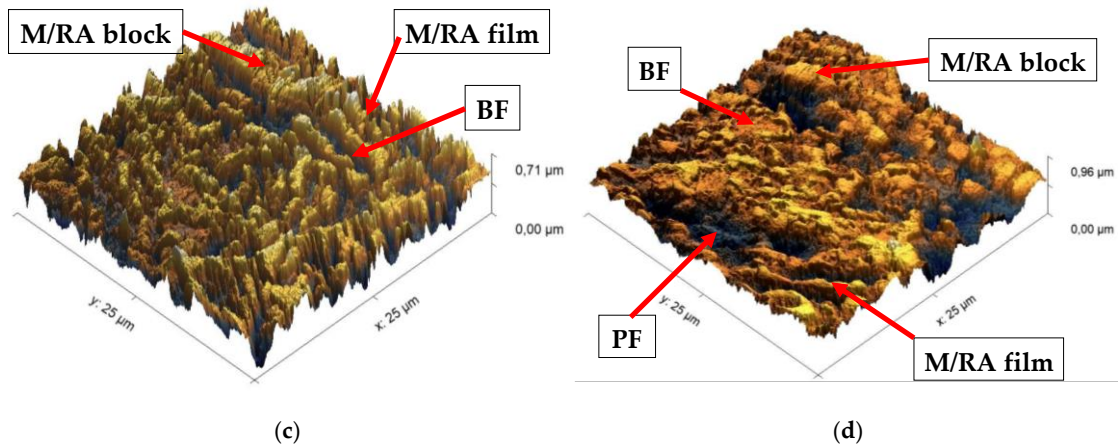 M/RA block
M/RA film
BF
0,71 µm
0,00 µm
y: 25 µm
x: 25 µm
(c)
BF
M/RA block
0,96 µm
0,00 µm
y: 25 µm
x: 25 µm
PF
M/RA film
(d)